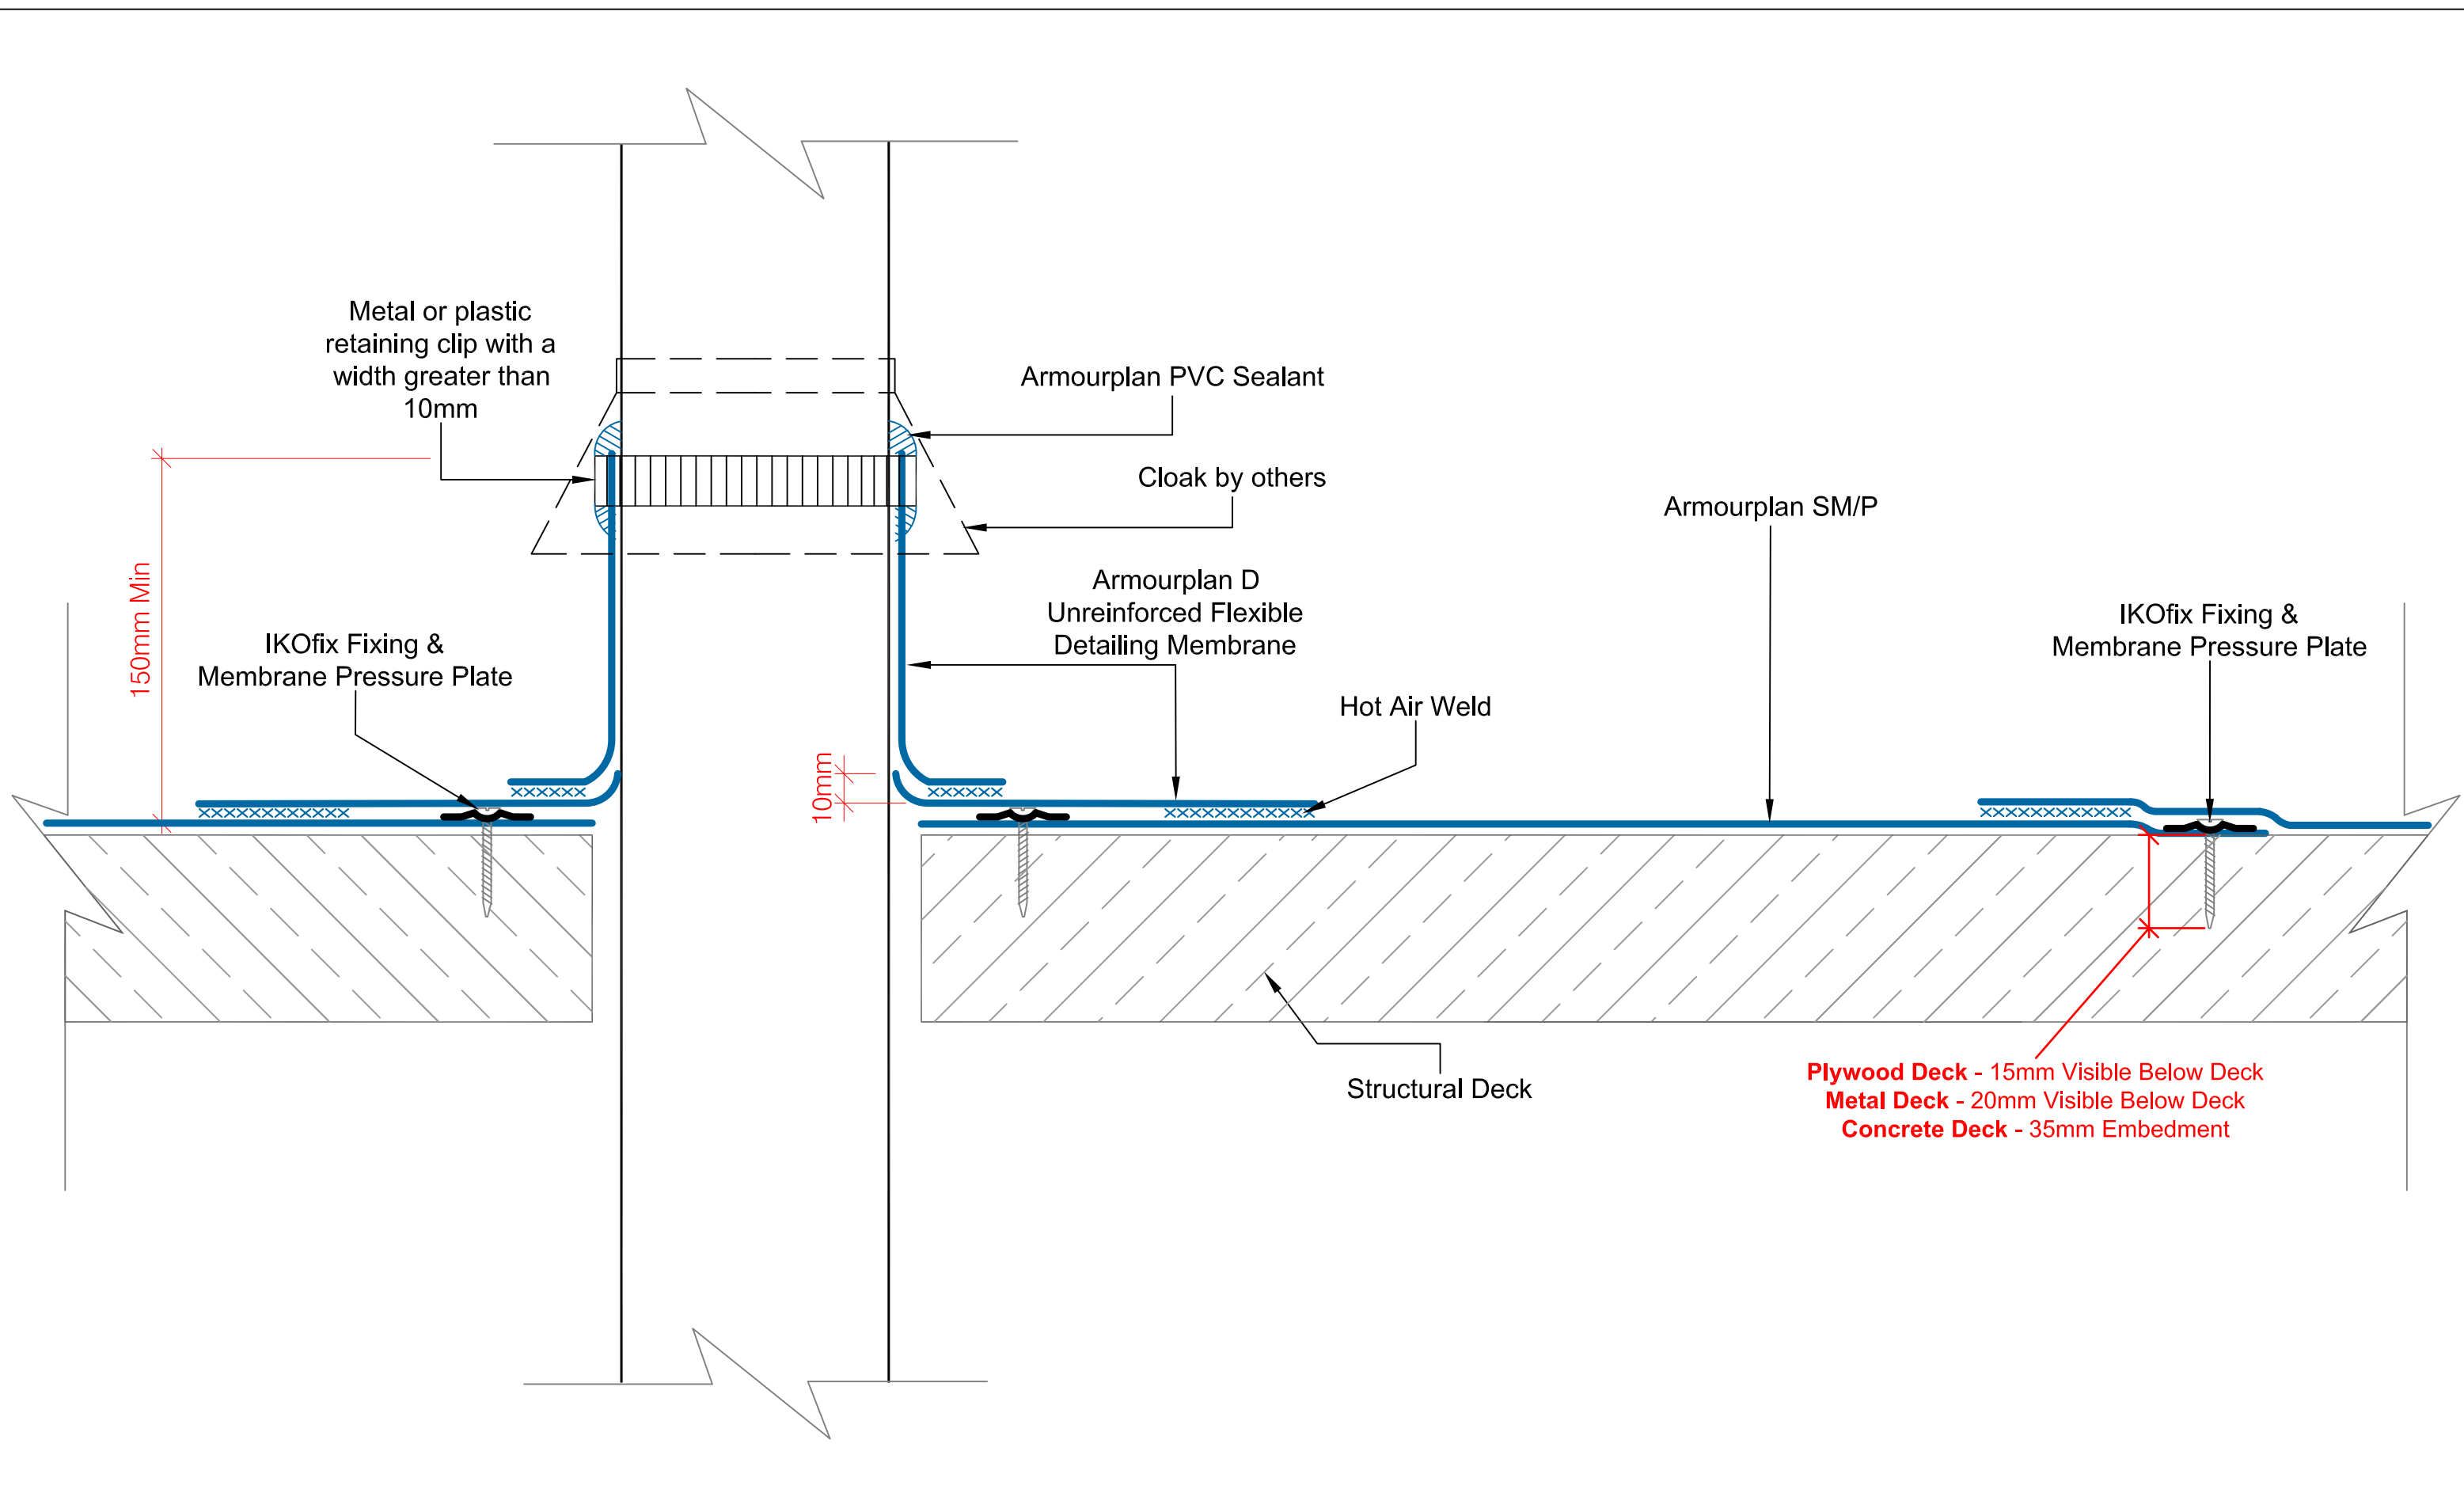 Metal or plastic
retaining clip with a
width greater than
10mm
Armourplan PVC Sealant
Cloak by others
Armourplan SM/P
150mm Min
Armourplan D
Unreinforced Flexible
Detailing Membrane
IKOfix Fixing &
Membrane Pressure Plate
IKOfix Fixing &
Membrane Pressure Plate
Hot Air Weld
10mm
Structural Deck
Plywood Deck - 15mm Visible Below Deck
Metal Deck - 20mm Visible Below Deck
Concrete Deck - 35mm Embedment